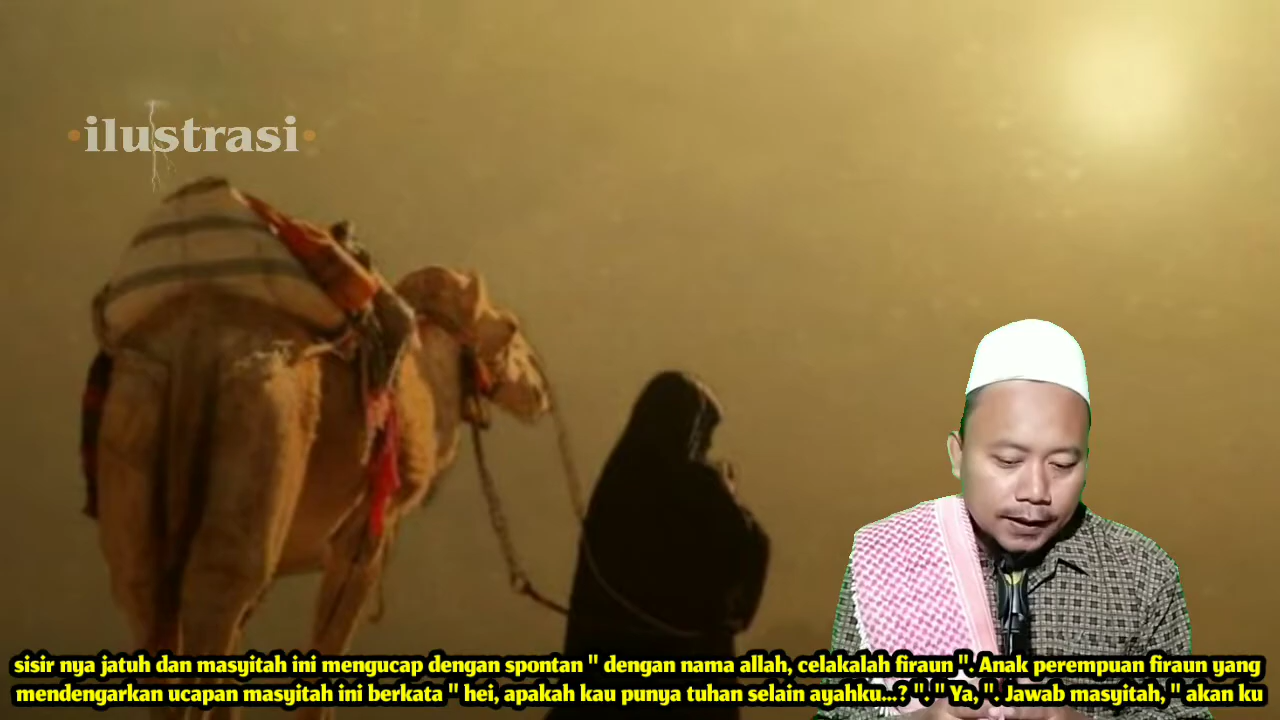 •ilustrasi•
sisir nya jatuh dan masyitah ini mengucap dengan spontan " dengan nama allah, celakalah firaun ". Anak perempuan firaun yang
mendengarkan ucapan masyitah ini berkata " hei, apakah kau punya tuhan selain ayahku...? ". " Ya, ". Jawab masyitah, " akan ku